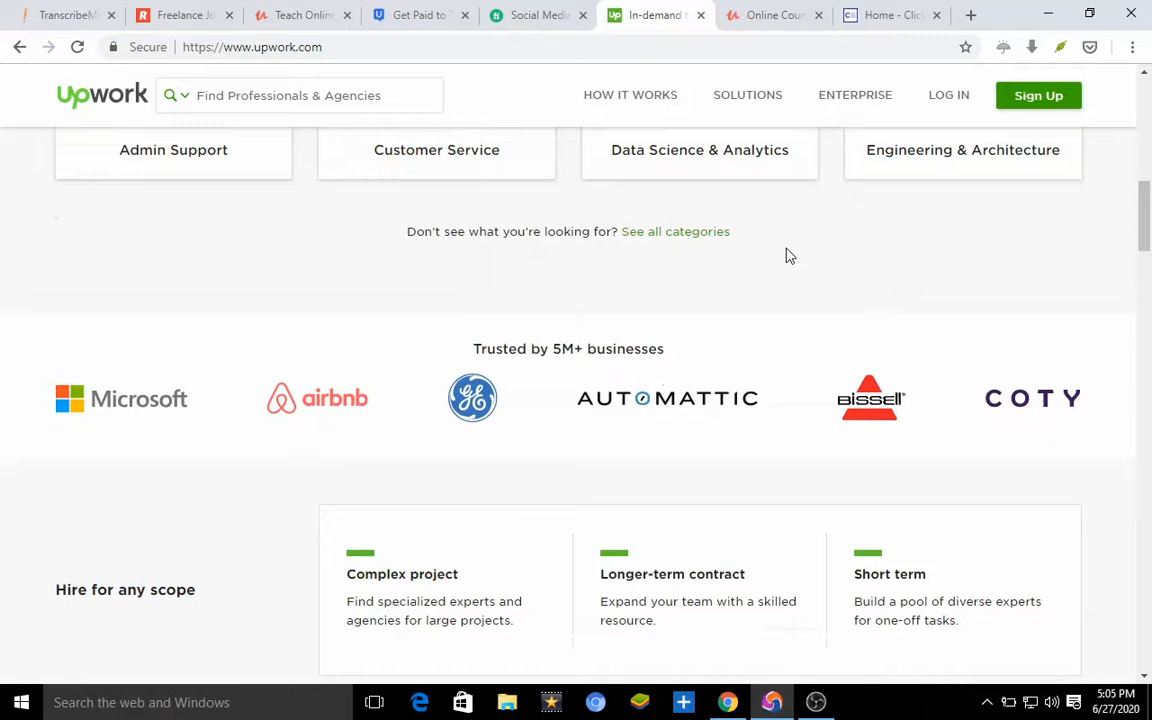 TranscribeM
Freelance Jo
Teach Online
Get Paid to T
Social Media
In-demand t
Online Cour
Home - Click
Secure
https://www.upwork.com
upwork
Find Professionals & Agencies
HOW IT WORKS
SOLUTIONS
ENTERPRISE
LOG IN
Sign Up
Admin Support
Customer Service
Data Science & Analytics
Engineering & Architecture
Don't see what you're looking for? See all categories
Trusted by 5M+ businesses
Microsoft
airbnb
GE
AUTOMATTIC
BISSELL
COTY
Hire for any scope
Complex project
Find specialized experts and
agencies for large projects.
Longer-term contract
Expand your team with a skilled
resource.
Short term
Build a pool of diverse experts
for one-off tasks.
Search the web and Windows
5:05 PM
6/27/2020